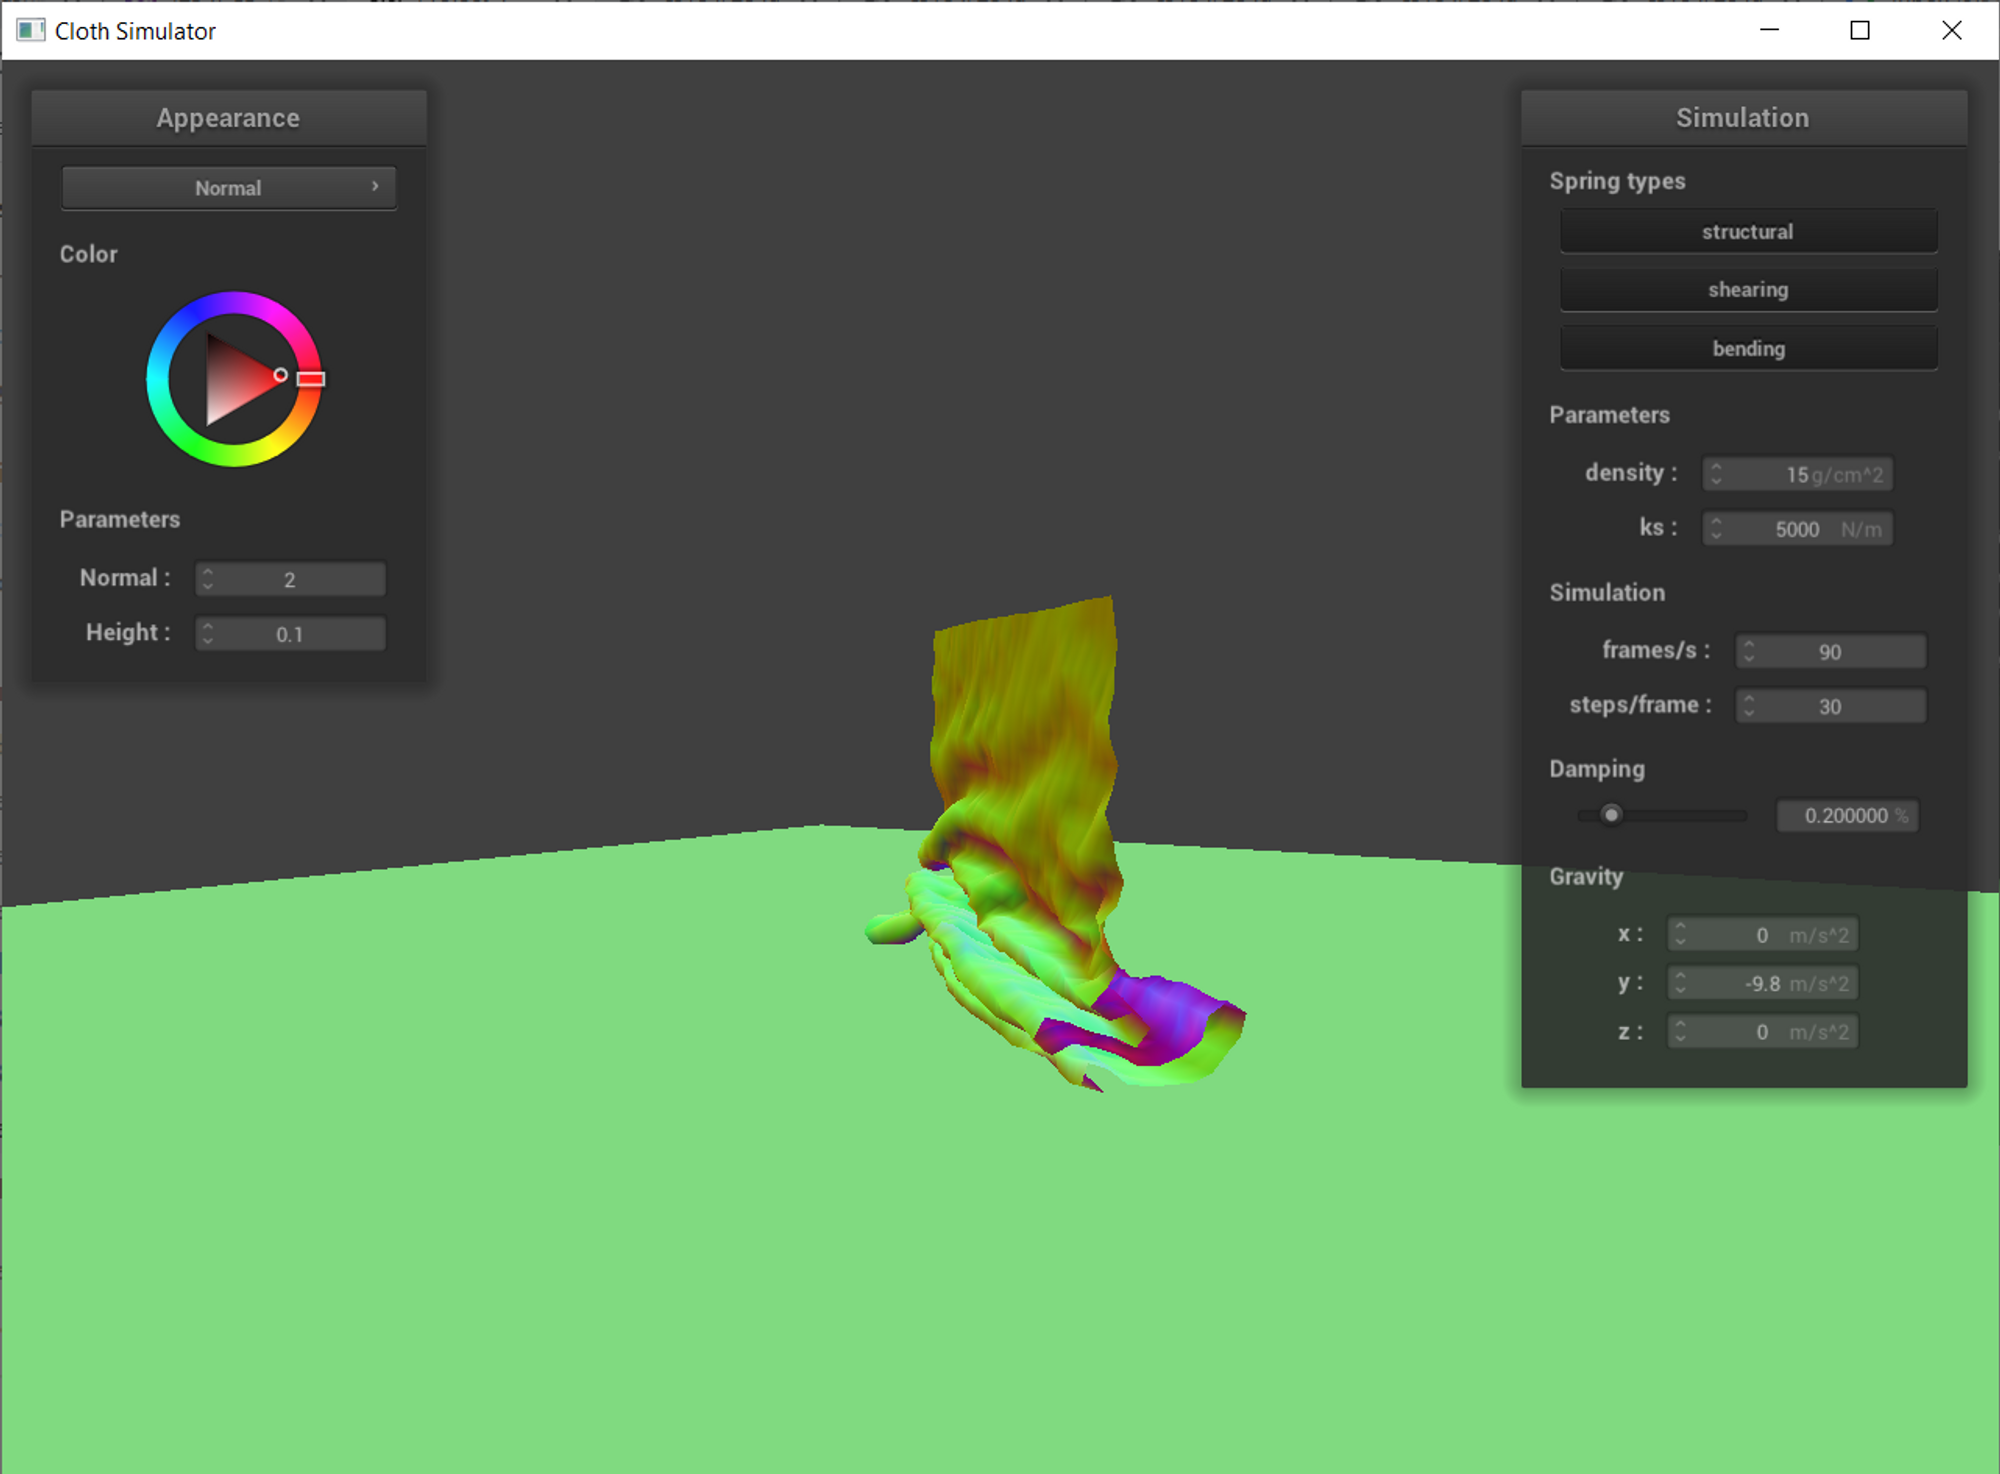 Cloth Simulator
Appearance
Normal
Color
Parameters
Normal : 2
Height : 0.1
Simulation
Spring types
structural
shearing
bending
Parameters
density : 15 g/cm^2
ks : 5000 N/m
Simulation
frames/s : 90
steps/frame : 30
Damping
0.200000 %
Gravity
x : 0 m/s^2
y : -9.8 m/s^2
z : 0 m/s^2